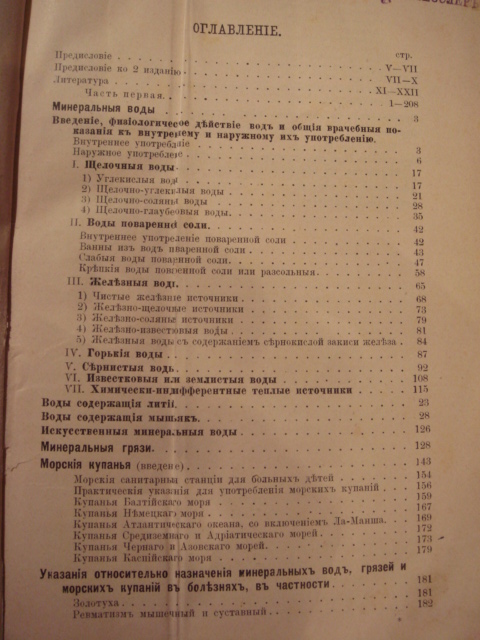 ОГЛАВЛЕНІЕ.
стр.
Предисловіе V—VII
Предисловіе ко 2 изданію VII—X
Литература XI—XXII
Часть первая. 1—208
Минеральныя воды 3
Введеніе, физіологическое дѣйствіе водъ и общія врачебныя по-
казанія къ внутреннему и наружному ихъ употребленію.
Внутреннее употребленіе 3
Наружное употребленіе 6
I. Щелочныя воды 17
1) Углекислыя воды 17
2) Щелочно-углекислыя воды 21
3) Щелочно-соляныя воды 28
4) Щелочно-глауберовыя воды. 35
II. Воды поваренной соли. 42
Внутреннее употребленіе поваренной соли 42
Ванны изъ водъ поваренной соли. 43
Слабыя воды поваренной соли. 47
Крѣпкія воды поваренной соли или разсольныя. 58
III. Желѣзныя воды. 65
1) Чистые желѣзные источники 68
2) Желѣзно-щелочные источники 73
3) Желѣзно-соляные источники 79
4) Желѣзно-известковыя воды 81
5) Желѣзныя воды съ содержаніемъ сѣрнокислой закиси желѣза 84
IV. Горькія воды 87
V. Сѣрнистыя воды 92
VI. Известковыя или землистыя воды 108
VII. Химически-индифферентные теплые источники 115
Воды содержащія литій. 23
Воды содержащія мышьякъ. 28
Искусственныя минеральныя воды 126
Минеральныя грязи. 128
Морскія купанья (введеніе) 143
Морскія санитарныя станціи для больныхъ дѣтей 154
Практическія указанія для употребленія морскихъ купаній 156
Купанья Балтійскаго моря 159
Купанья Нѣмецкаго моря 167
Купанья Атлантическаго океана, со включеніемъ Ла-Манша. 169
Купанья Средиземнаго и Адріатическаго морей. 172
Купанья Чернаго и Азовскаго морей. 173
Купанья Каспійскаго моря 179
Указанія относительно назначенія минеральныхъ водъ, грязей и
морскихъ купаній въ болѣзняхъ, въ частности. 181
Золотуха 181
Ревматизмъ мышечный и суставный 182